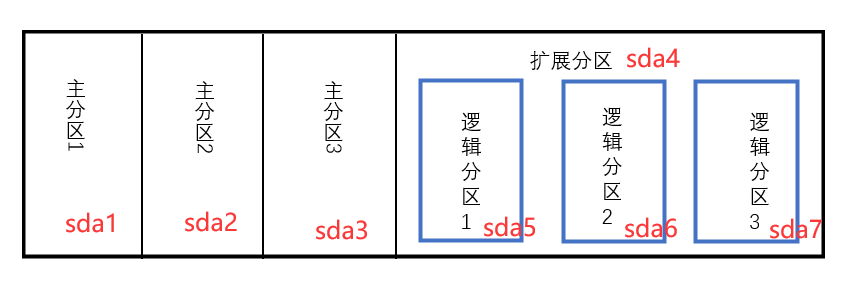 主分区1
sda1
主分区2
sda2
主分区3
sda3
扩展分区 sda4
逻辑分区1
sda5
逻辑分区2
sda6
逻辑分区3
sda7